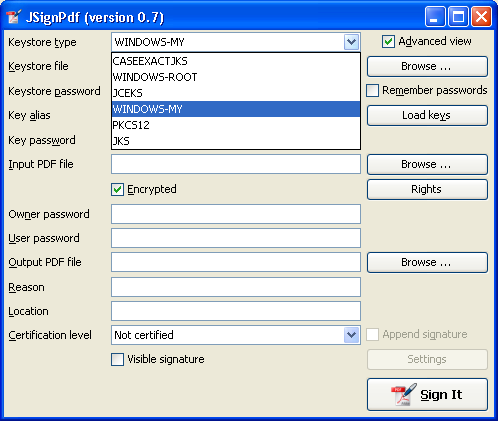 JSignPdf (version 0.7)
Keystore type WINDOWS-MY Advanced view
CASEEXACTJKS
Keystore file Browse ...
WINDOWS-ROOT
Keystore password JCEKS Remember passwords
Key alias WINDOWS-MY Load keys
PKCS12
Key password JKS
Input PDF file Browse ...
Encrypted Rights
Owner password
User password
Output PDF file Browse ...
Reason
Location
Certification level Not certified Append signature
Visible signature Settings
Sign It